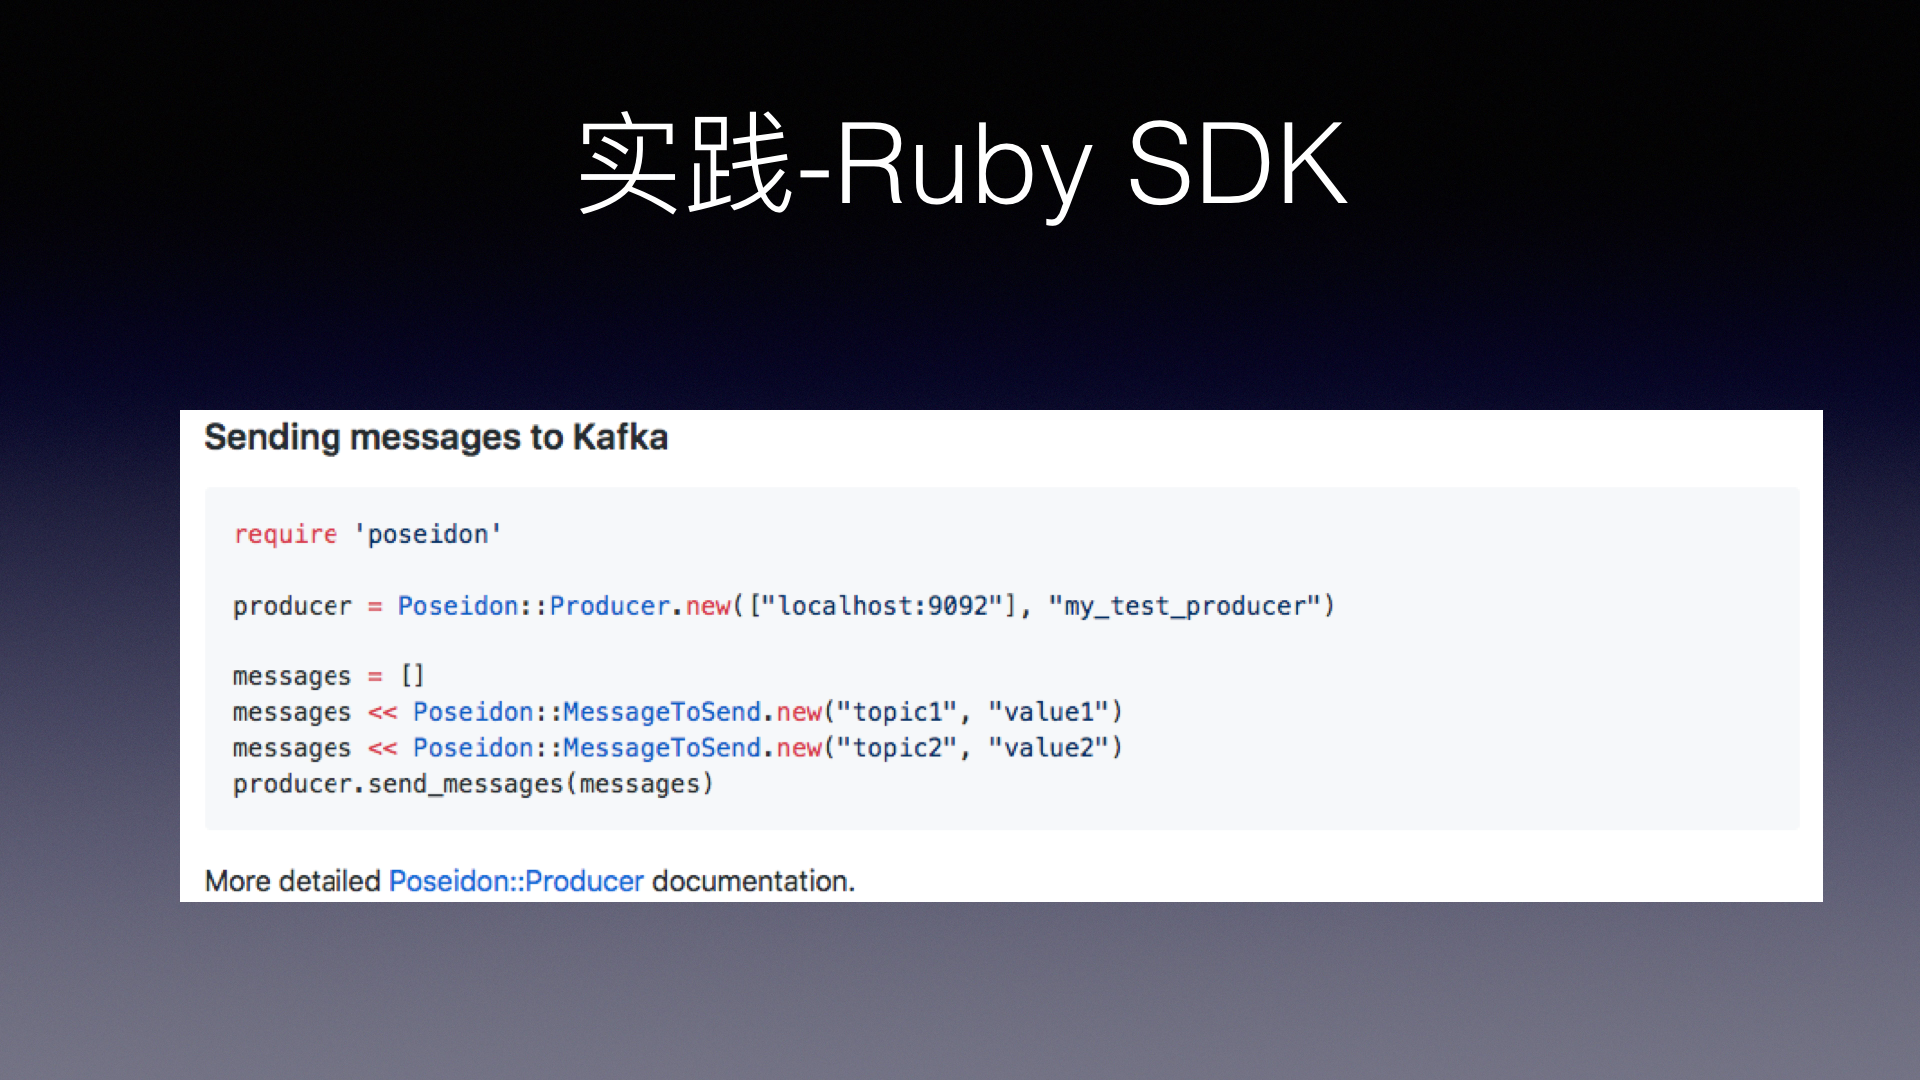 实践-Ruby SDK
Sending messages to Kafka
require 'poseidon'
producer = Poseidon::Producer.new(["localhost:9092"], "my_test_producer")
messages = []
messages << Poseidon::MessageToSend.new("topic1", "value1")
messages << Poseidon::MessageToSend.new("topic2", "value2")
producer.send_messages(messages)
More detailed Poseidon::Producer documentation.